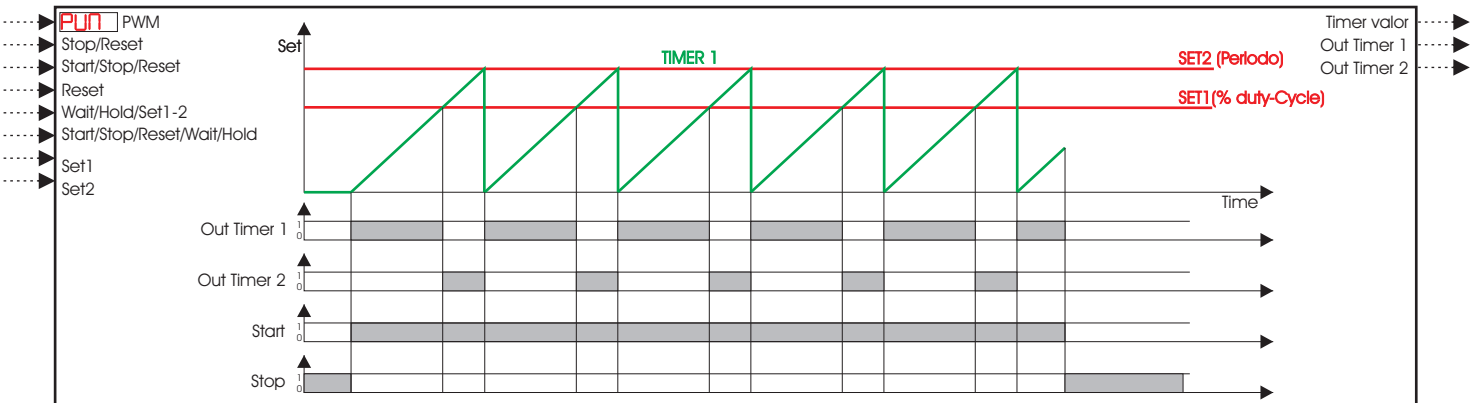 PWM PWM
Stop/Reset
Start/Stop/Reset
Reset
Wait/Hold/Set1-2
Start/Stop/Reset/Wait/Hold
Set1
Set2
Set
TIMER 1
SET2 (Periodo)
SET1(% duty-Cycle)
Time
Timer valor
Out Timer 1
Out Timer 2
Out Timer 1 1
0
Out Timer 2 1
0
Start 1
0
Stop 1
0